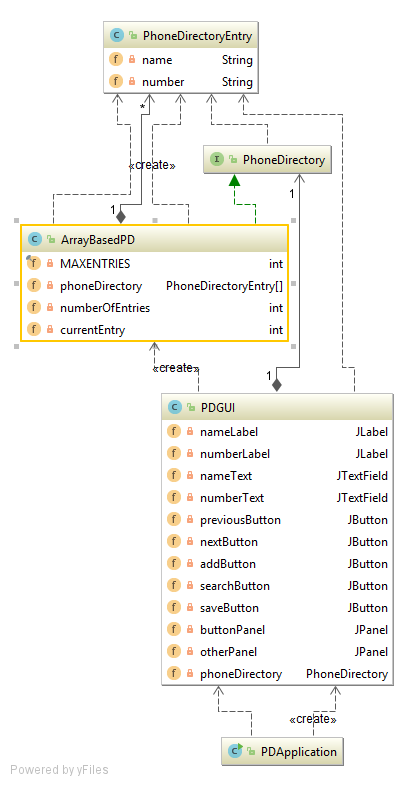 PhoneDirectoryEntry
name String
number String
*
«create»
PhoneDirectory
1
1
ArrayBasedPD
MAXENTRIES int
phoneDirectory PhoneDirectoryEntry[]
numberOfEntries int
currentEntry int
«create»
1
PDGUI
nameLabel JLabel
numberLabel JLabel
nameText JTextField
numberText JTextField
previousButton JButton
nextButton JButton
addButton JButton
searchButton JButton
saveButton JButton
buttonPanel JPanel
otherPanel JPanel
phoneDirectory PhoneDirectory
«create»
PDApplication
Powered by yFiles